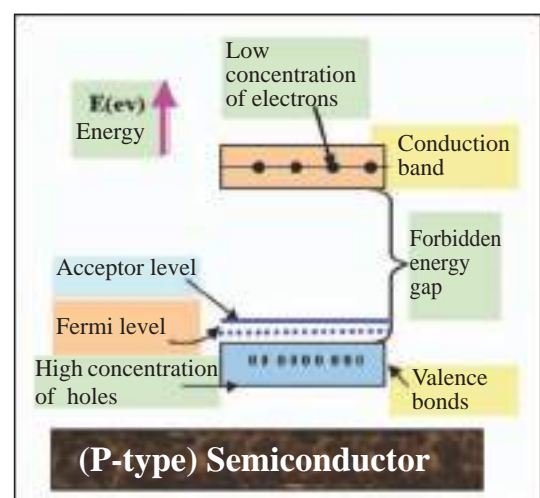 Low
concentration
of electrons
E(ev)
Energy
Conduction
band
Forbidden
energy
gap
Acceptor level
Fermi level
High concentration
of holes
Valence
bonds
(P-type) Semiconductor